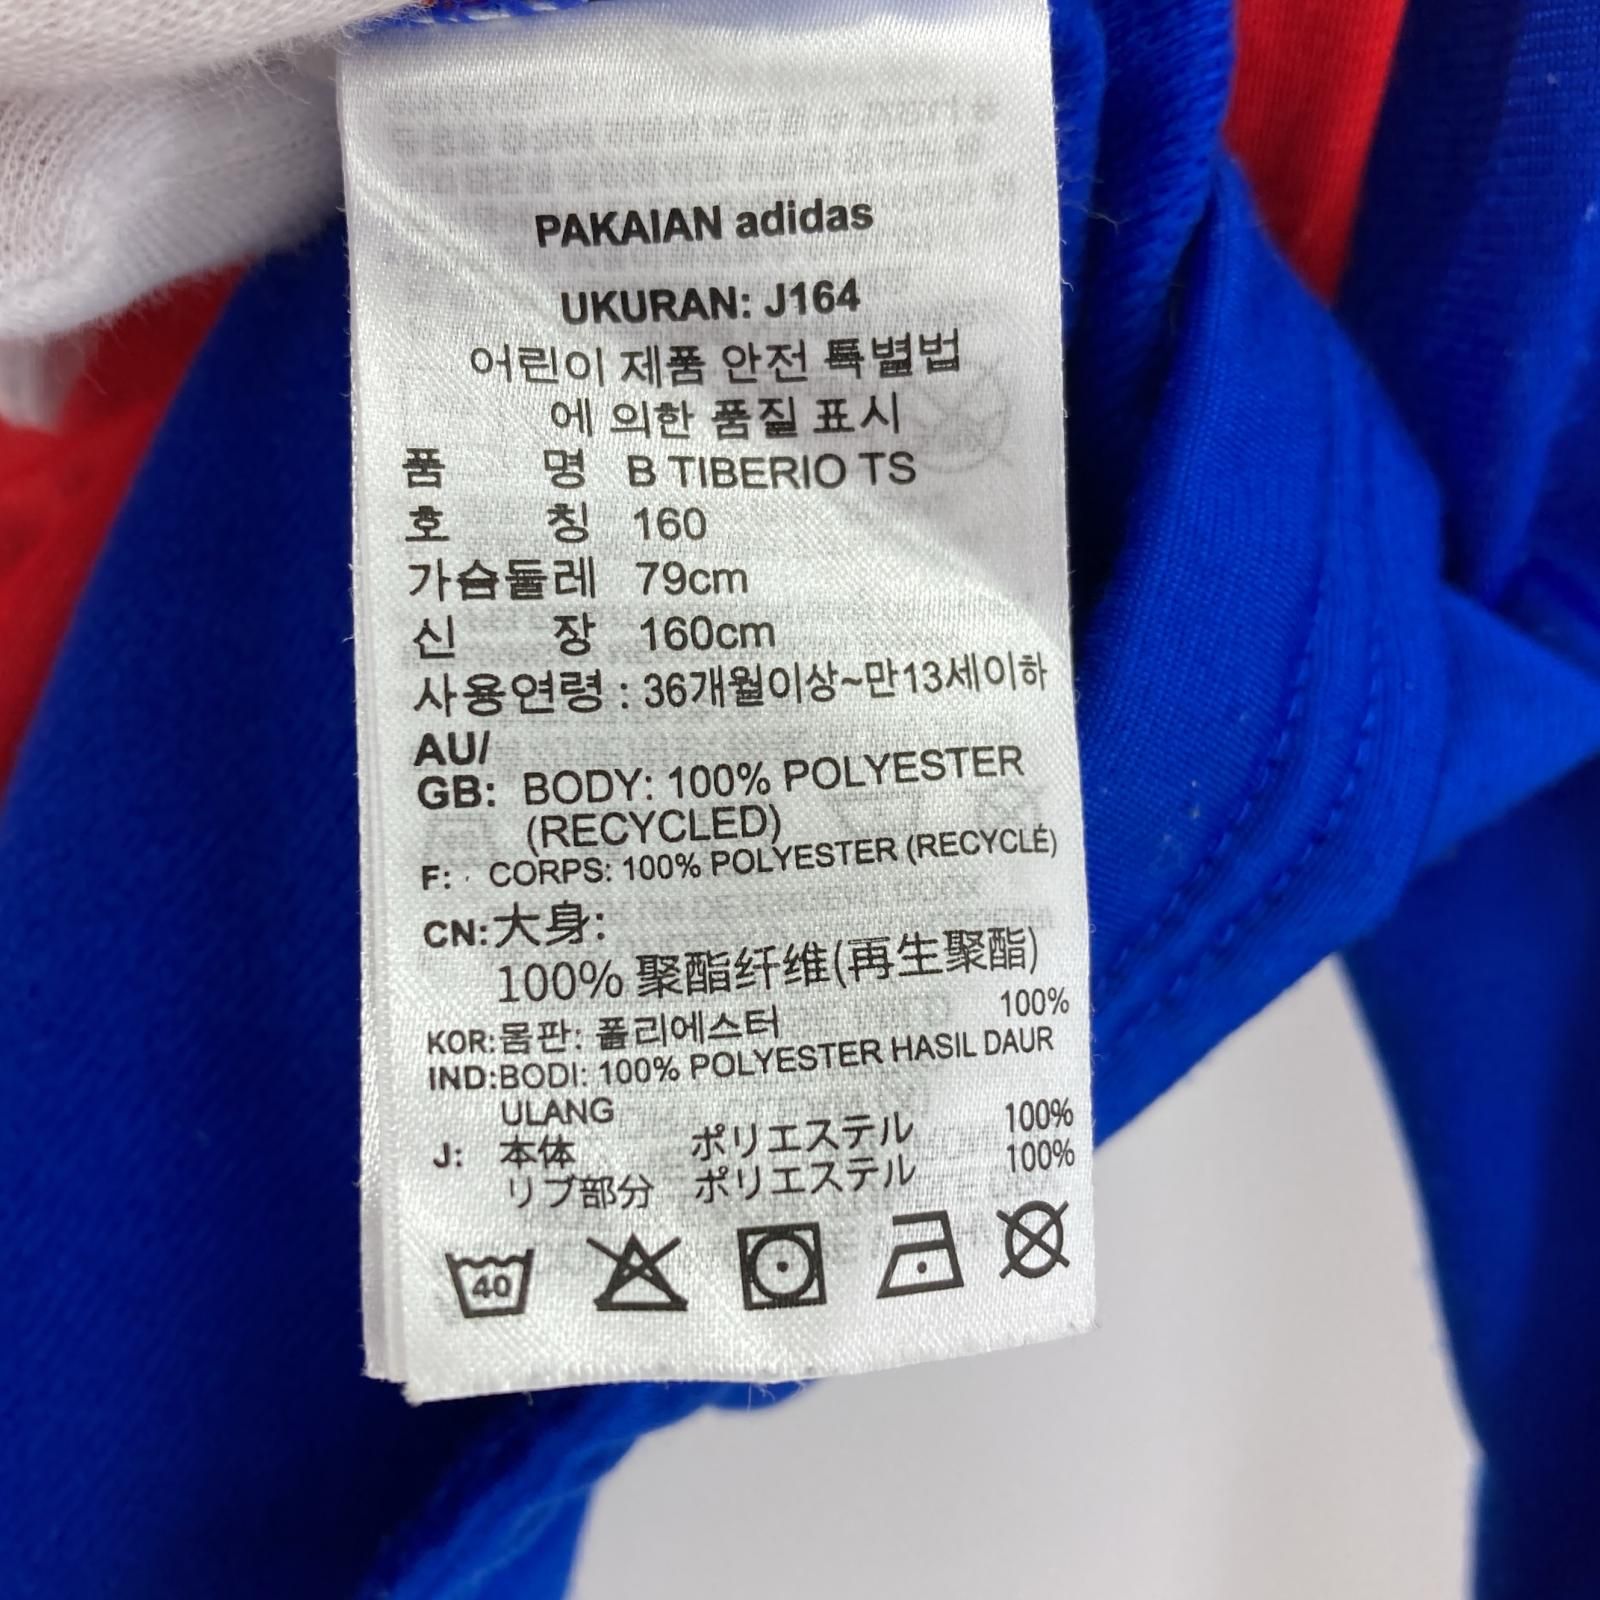 PAKAIAN adidas
UKURAN: J164
어린이 제품 안전 특별법
에 의한 품질 표시
품 명 B TIBERIO TS
호 칭 160
가슴둘레 79cm
신 장 160cm
사용연령 : 36개월이상~만13세이하
AU/
GB: BODY: 100% POLYESTER
(RECYCLED)
F: CORPS: 100% POLYESTER (RECYCLÉ)
CN: 大身:
100% 聚酯纤维(再生聚酯)
KOR: 몸판: 폴리에스터 100%
IND: BODI: 100% POLYESTER HASIL DAUR
ULANG
J: 本体 ポリエステル 100%
リブ部分 ポリエステル 100%
40